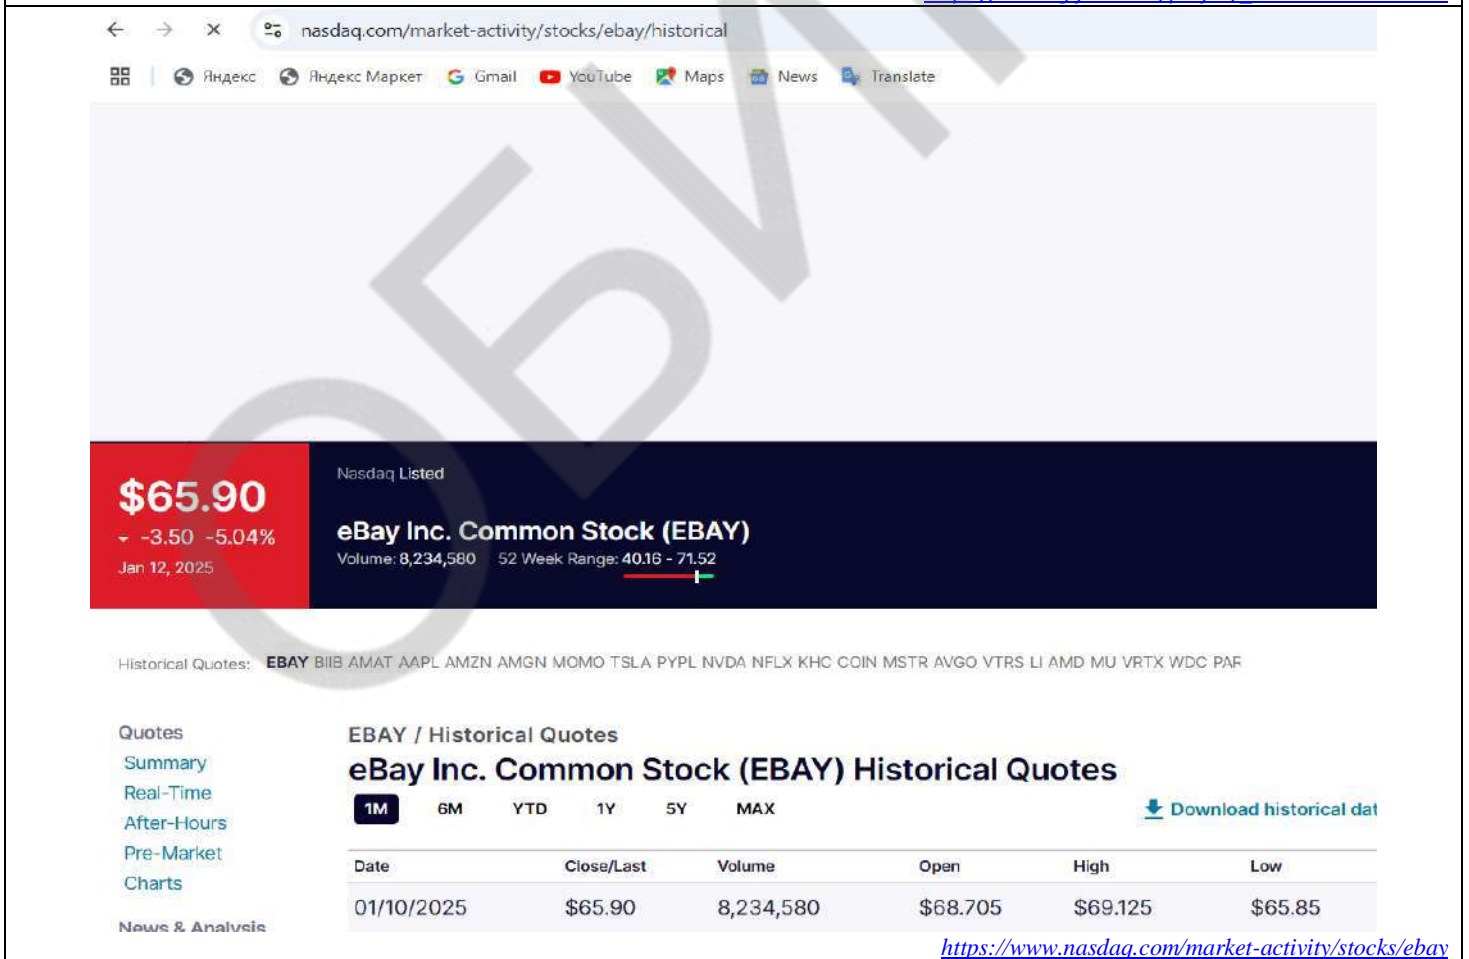 nasdaq.com/market-activity/stocks/ebay/historical
Яндекс Яндекс Маркет Gmail YouTube Maps News Translate
$65.90
-3.50 -5.04%
Jan 12, 2025
Nasdaq Listed
eBay Inc. Common Stock (EBAY)
Volume: 8,234,580 52 Week Range: 40.16 - 71.52
Historical Quotes: EBAY BIIB AMAT AAPL AMZN AMGN MOMO TSLA PYPL NVDA NFLX KHC COIN MSTR AVGO VTRS LI AMD MU VRTX WDC PAR
Quotes
Summary
Real-Time
After-Hours
Pre-Market
Charts
News & Analysis
EBAY / Historical Quotes
eBay Inc. Common Stock (EBAY) Historical Quotes
1M 6M YTD 1Y 5Y MAX
Download historical dat
Date Close/Last Volume Open High Low
01/10/2025 $65.90 8,234,580 $68.705 $69.125 $65.85
https://www.nasdaq.com/market-activity/stocks/ebay
ОБИ